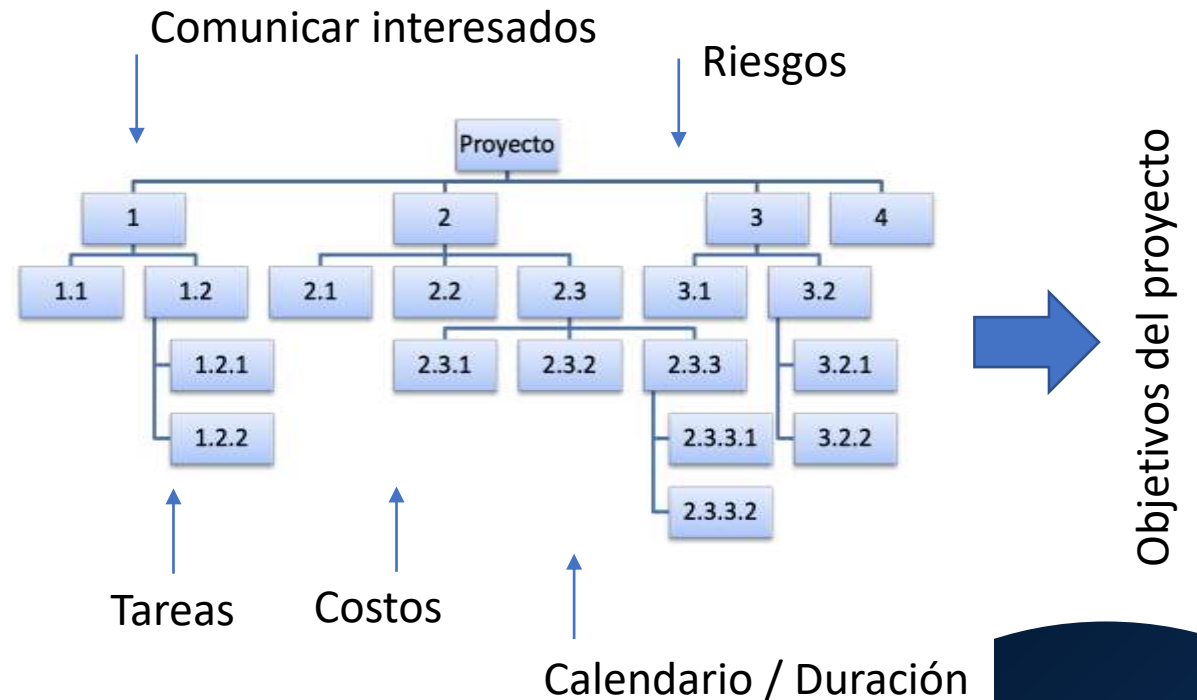 Comunicar interesados
Riesgos
Proyecto
1
2
3
4
1.1
1.2
2.1
2.2
2.3
3.1
3.2
1.2.1
2.3.1
2.3.2
2.3.3
3.2.1
1.2.2
2.3.3.1
3.2.2
2.3.3.2
Tareas
Costos
Calendario / Duración
Objetivos del proyecto